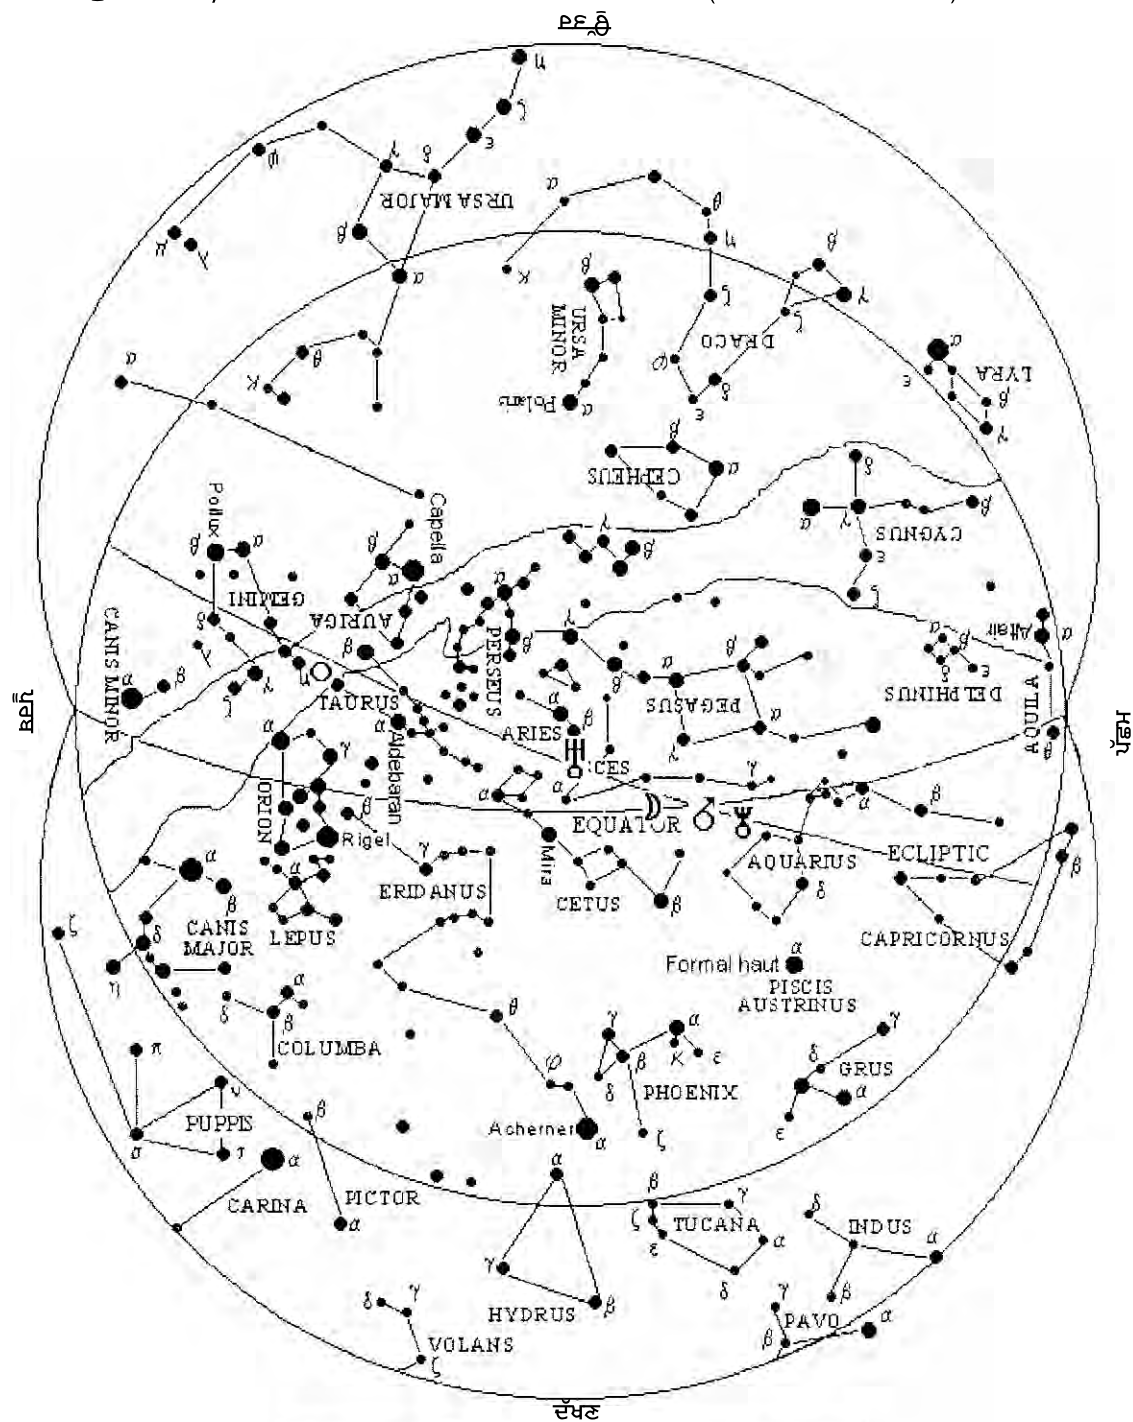 ਉੱਤਰ
η
ζ
ε
δ
γ
φ
URSA MAJOR
β
α
μ
λ
α
θ
η
κ
ζ
β
URSA
MINOR
Polaris
α
φ
ε
δ
DRACO
β
γ
ζ
α
ε
β
γ
LYRA
α
θ
κ
β
α
CEPHEUS
δ
α
γ
β
CYGNUS
ε
ζ
Pollux
β
α
GEMINI
δ
λ
γ
ζ
η
Capella
β
α
AURIGA
γ
β
α
PERSEUS
β
γ
δ
α
β
PEGASUS
γ
α
α
β
ε
DELPHINUS
Altair
α
AQUILA
θ
CANIS MINOR
α
β
ਪੂਰਬ
ਪੱਛਮ
β
TAURUS
α
Aldebaran
ARIES
α
β
CES
α
γ
α
γ
ORION
β
Rigel
α
EQUATOR
Mira
AQUARIUS
α
β
ECLIPTIC
β
δ
γ
ERIDANUS
CETUS
β
α
β
CANIS
MAJOR
δ
η
α
LEPUS
CAPRICORNUS
α
Formal haut
PISCIS
AUSTRINUS
ζ
δ
α
β
COLUMBA
θ
φ
γ
α
κ
ε
β
δ
PHOENIX
ζ
γ
δ
GRUS
α
ε
π
ν
PUPPIS
σ
τ
β
Acherner
α
α
CARINA
PICTOR
α
α
γ
β
HYDRUS
β
γ
ζ
TUCANA
ε
α
δ
δ
INDUS
α
β
γ
PAVO
α
β
δ
γ
VOLANS
ζ
ਦੱਖਣ